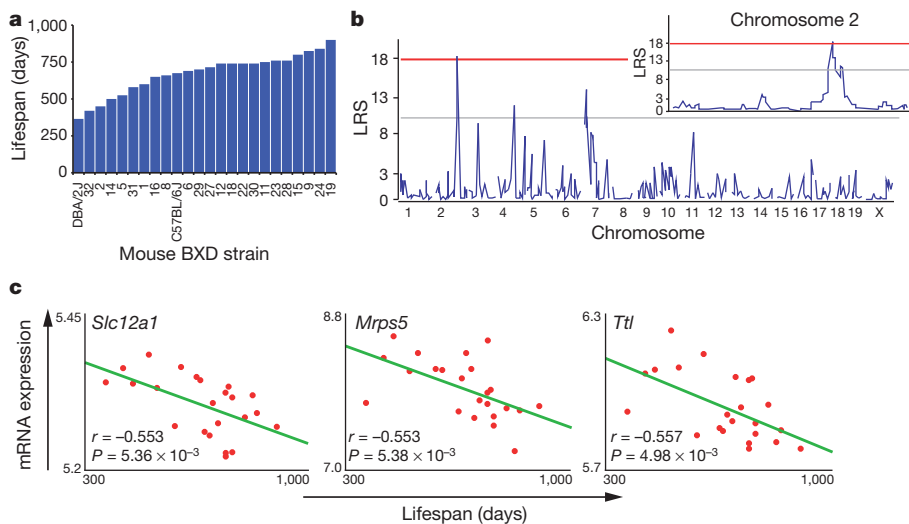 a
1,000
750
500
250
0
Lifespan (days)
DBA/2J
32
2
14
5
31
1
16
8
C57BL/6J
6
29
27
12
18
22
30
11
23
28
15
9
24
19
Mouse BXD strain
b
18
13
8
3
0
LRS
1 2 3 4 5 6 7 8 9 10 11 12 13 14 15 16 17 18 19 X
Chromosome
Chromosome 2
18
13
8
3
0
LRS
c
mRNA expression
5.45
Slc12a1
r = −0.553
P = 5.36 × 10⁻³
5.2
300 1,000
8.8
Mrps5
r = −0.553
P = 5.38 × 10⁻³
7.0
300 1,000
6.3
Ttl
r = −0.557
P = 4.98 × 10⁻³
5.7
300 1,000
Lifespan (days)